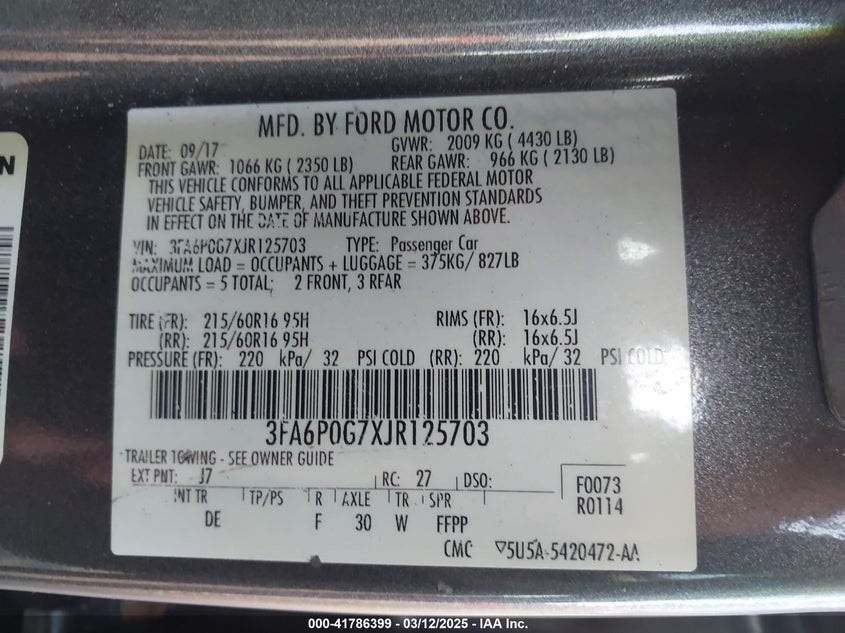 N
MFD. BY FORD MOTOR CO.
DATE: 09/17 GVWR: 2009 KG ( 4430 LB)
FRONT GAWR: 1066 KG ( 2350 LB) REAR GAWR: 966 KG ( 2130 LB)
THIS VEHICLE CONFORMS TO ALL APPLICABLE FEDERAL MOTOR
VEHICLE SAFETY, BUMPER, AND THEFT PREVENTION STANDARDS
IN EFFECT ON THE DATE OF MANUFACTURE SHOWN ABOVE.
VIN: 3FA6P0G7XJR125703 TYPE: Passenger Car
MAXIMUM LOAD = OCCUPANTS + LUGGAGE = 375KG/ 827LB
OCCUPANTS = 5 TOTAL; 2 FRONT, 3 REAR
TIRE (FR): 215/60R16 95H RIMS (FR): 16x6.5J
(RR): 215/60R16 95H (RR): 16x6.5J
PRESSURE (FR): 220 kPa/ 32 PSI COLD (RR): 220 kPa/ 32 PSI COLD
3FA6P0G7XJR125703
TRAILER TOWING - SEE OWNER GUIDE
EXT PNT: J7 RC: 27 DSO: F0073
INT TR TP/PS R AXLE TR SPR R0114
DE F 30 W FFPP
CMC ▽5U5A-5420472-AA
000-41786399 - 03/12/2025 - IAA Inc.